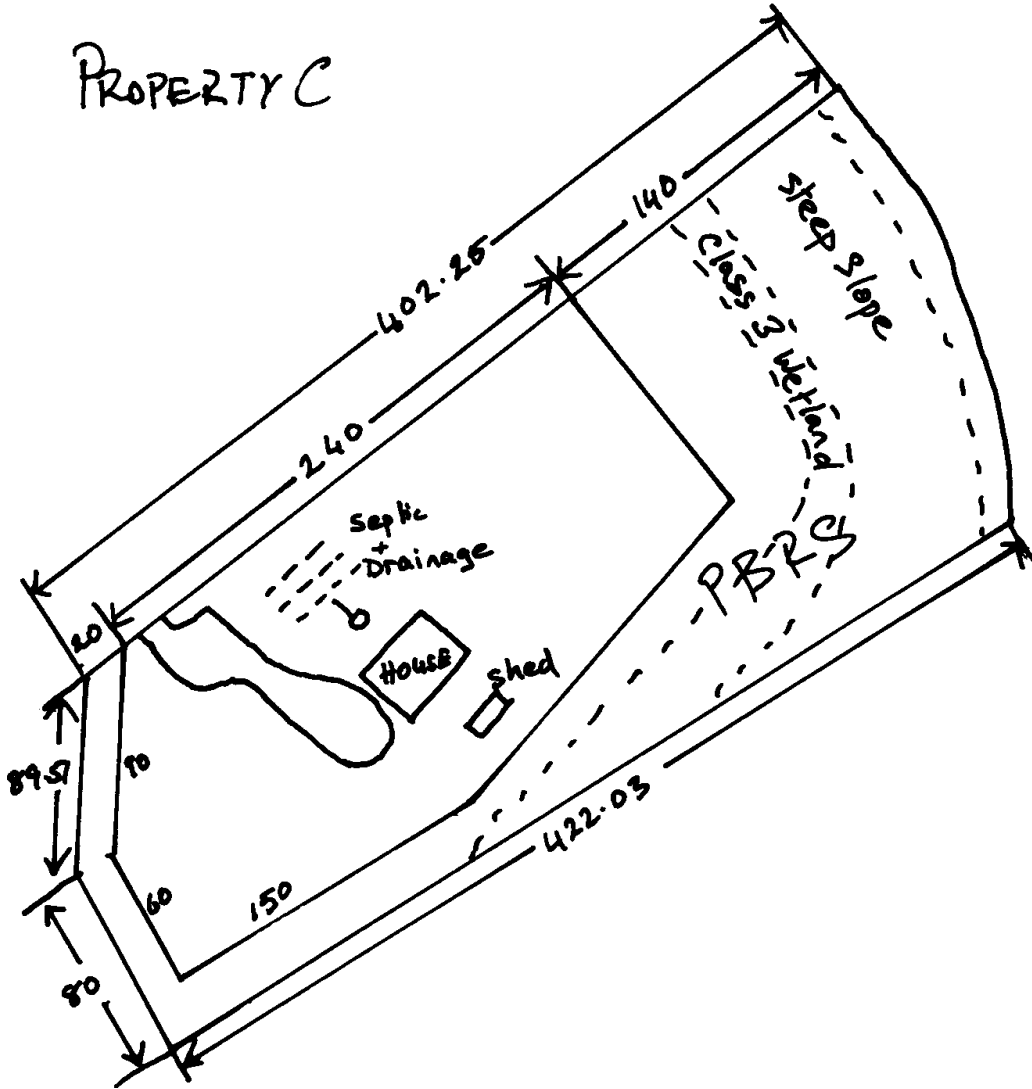 PROPERTY C
402.25
140
steep slope
Class 3 Wetland
240
Septic
+
Drainage
PBRS
20
HOUSE
shed
89.57
90
60
150
422.03
80